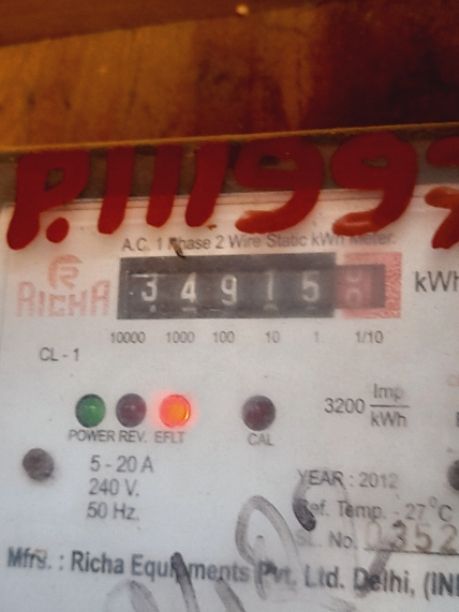 P.11199
A.C. 1 Phase 2 Wire Static kWh Meter.
RICHA
3 4 9 1 5
kWh
10000 1000 100 10 1 1/10
CL - 1
3200 Imp/kWh
POWER REV. EFLT CAL
5 - 20 A
240 V.
50 Hz.
YEAR : 2012
Ref. Temp. - 27°C
SL. No. 0352
Mfrs. : Richa Equipments Pvt. Ltd. Delhi,